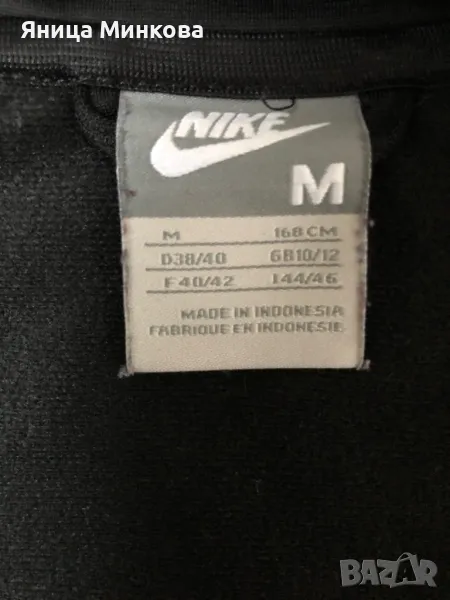 Яница Минкова
NIKE
M
M 168 CM
D38/40 GB10/12
F 40/42 I44/46
MADE IN INDONESIA
FABRIQUE EN INDONESIE
BAZAR